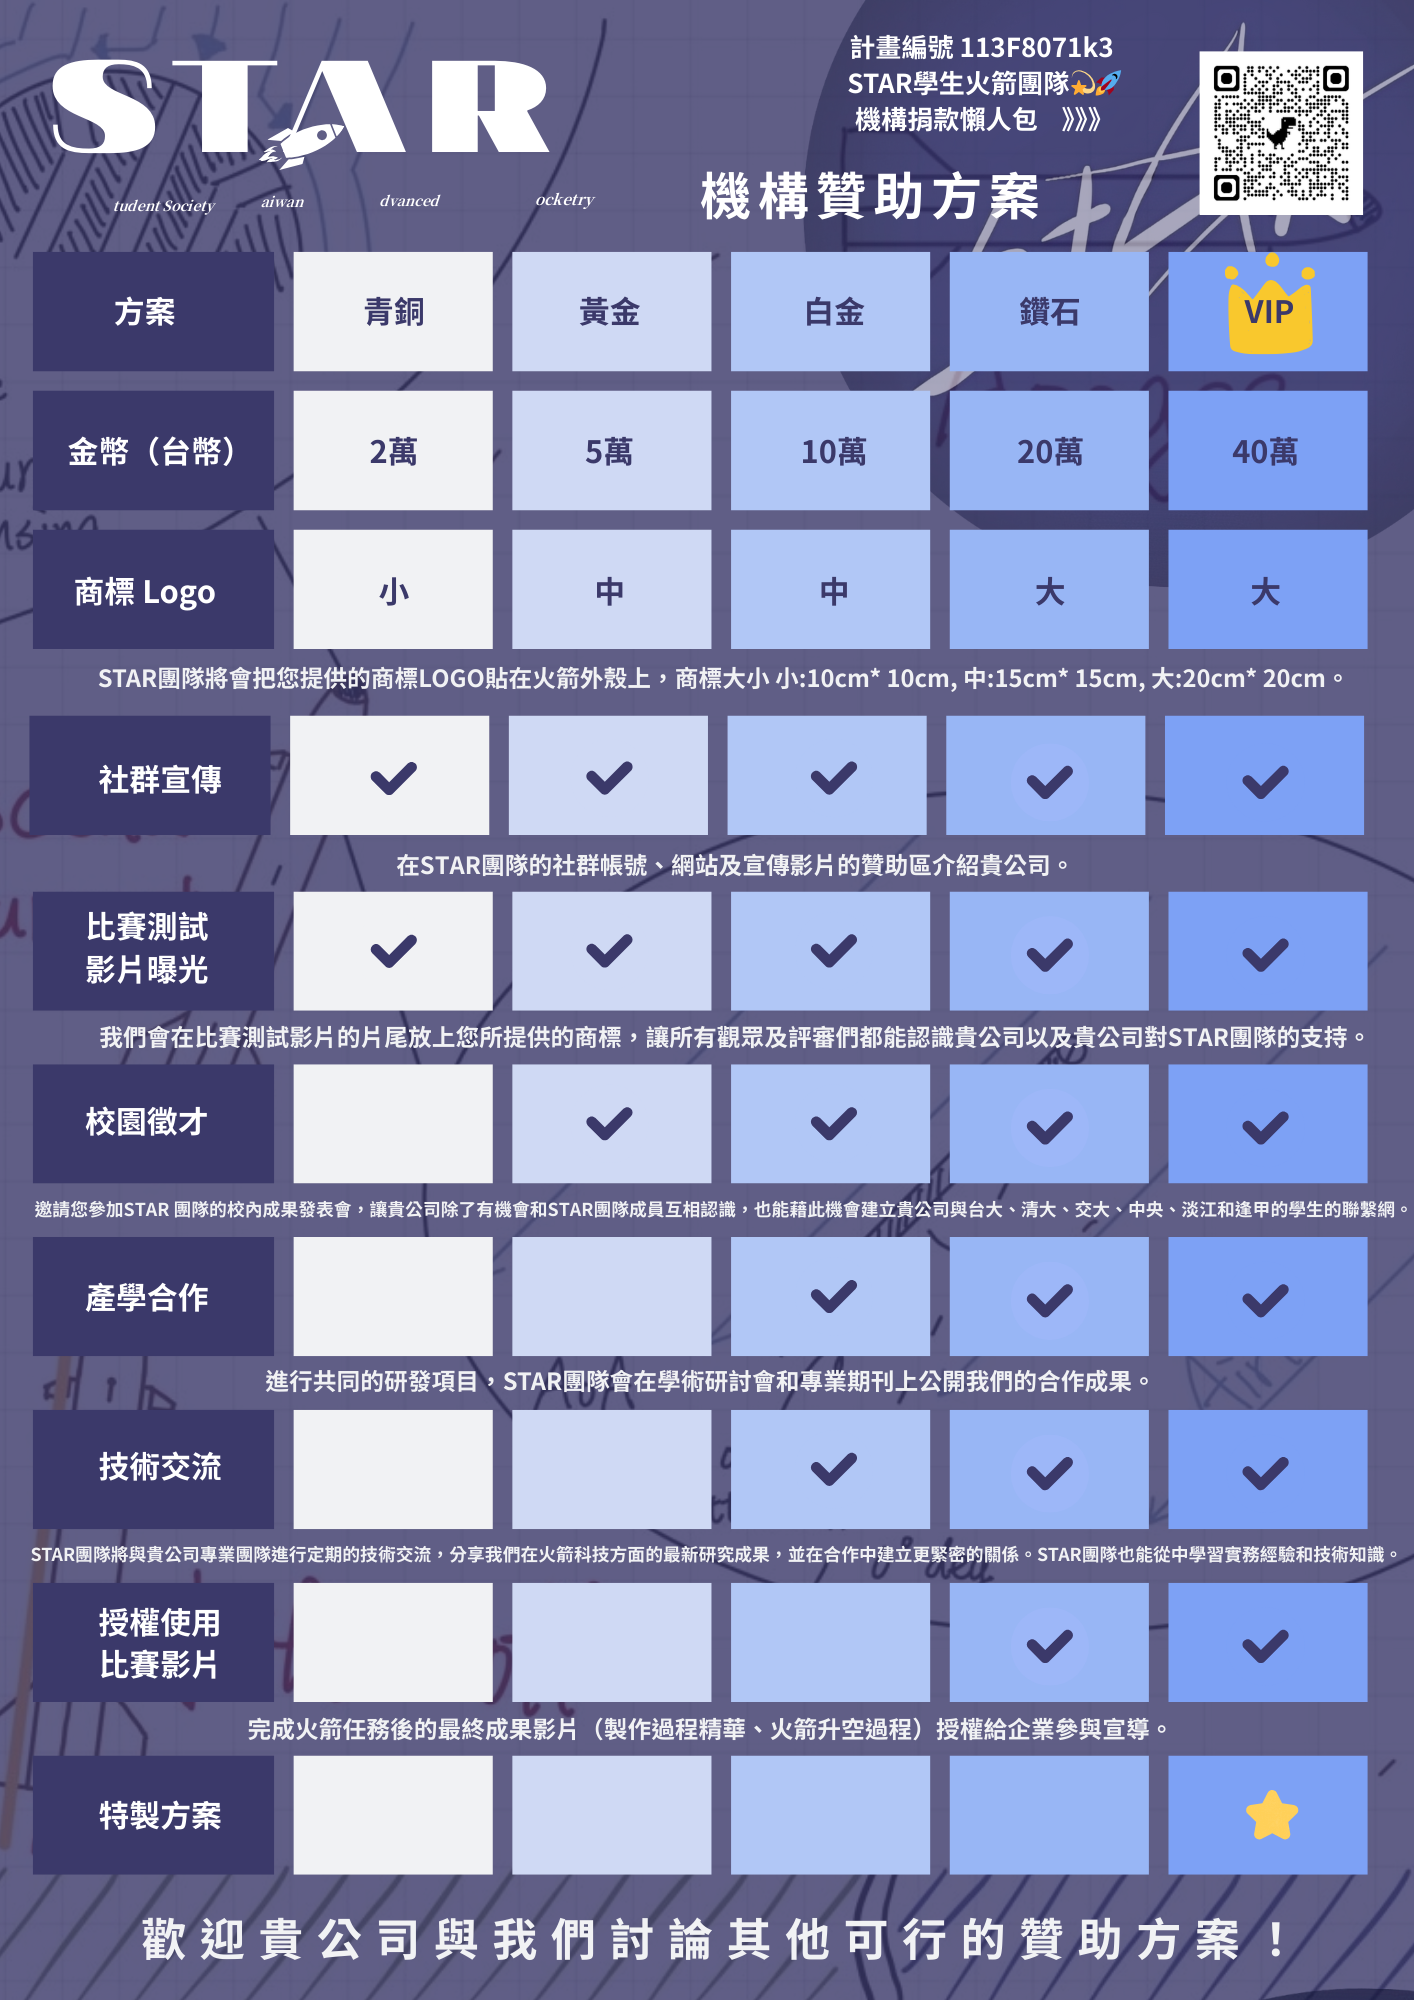 STAR
tudent Society aiwan dvanced ocketry
計畫編號 113F8071k3
STAR學生火箭團隊💫🚀
機構捐款懶人包 》》》
機構贊助方案
方案 青銅 黃金 白金 鑽石 VIP
金幣（台幣） 2萬 5萬 10萬 20萬 40萬
商標 Logo 小 中 中 大 大
STAR團隊將會把您提供的商標LOGO貼在火箭外殼上，商標大小 小:10cm* 10cm, 中:15cm* 15cm, 大:20cm* 20cm。
社群宣傳 ✔ ✔ ✔ ✔ ✔
在STAR團隊的社群帳號、網站及宣傳影片的贊助區介紹貴公司。
比賽測試
影片曝光 ✔ ✔ ✔ ✔ ✔
我們會在比賽測試影片的片尾放上您所提供的商標，讓所有觀眾及評審們都能認識貴公司以及貴公司對STAR團隊的支持。
校園徵才 ✔ ✔ ✔ ✔
邀請您參加STAR 團隊的校內成果發表會，讓貴公司除了有機會和STAR團隊成員互相認識，也能藉此機會建立貴公司與台大、清大、交大、中央、淡江和逢甲的學生的聯繫網。
產學合作 ✔ ✔ ✔
進行共同的研發項目，STAR團隊會在學術研討會和專業期刊上公開我們的合作成果。
技術交流 ✔ ✔ ✔
STAR團隊將與貴公司專業團隊進行定期的技術交流，分享我們在火箭科技方面的最新研究成果，並在合作中建立更緊密的關係。STAR團隊也能從中學習實務經驗和技術知識。
授權使用
比賽影片 ✔ ✔
完成火箭任務後的最終成果影片（製作過程精華、火箭升空過程）授權給企業參與宣導。
特製方案
歡迎貴公司與我們討論其他可行的贊助方案！